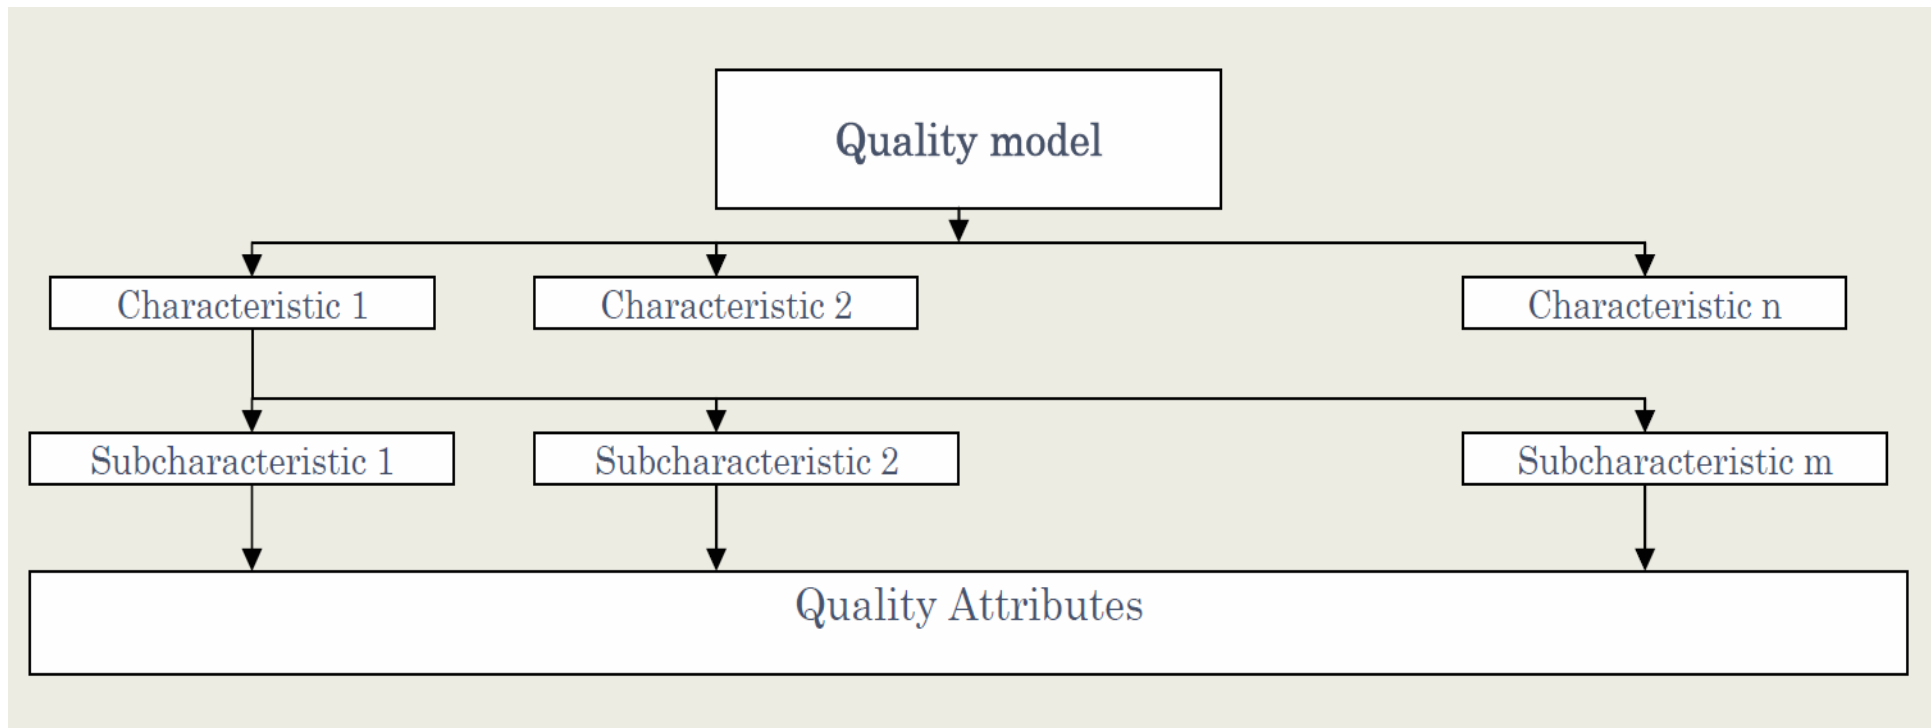 Quality model
Characteristic 1
Characteristic 2
Characteristic n
Subcharacteristic 1
Subcharacteristic 2
Subcharacteristic m
Quality Attributes